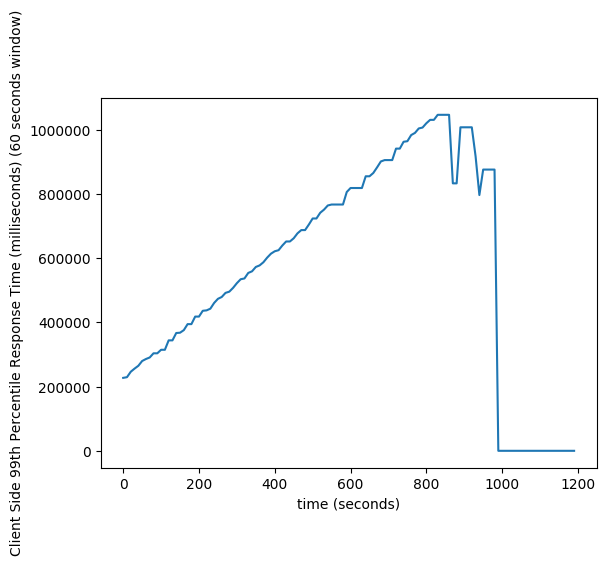 Client Side 99th Percentile Response Time (milliseconds) (60 seconds window)
1000000
800000
600000
400000
200000
0
0 200 400 600 800 1000 1200
time (seconds)